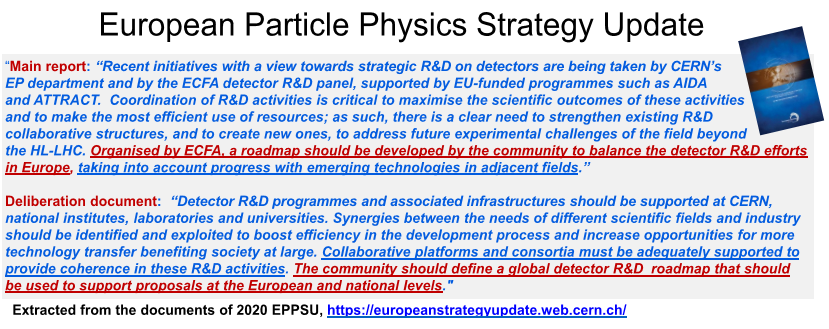 European Particle Physics Strategy Update
“Main report: “Recent initiatives with a view towards strategic R&D on detectors are being taken by CERN’s
EP department and by the ECFA detector R&D panel, supported by EU-funded programmes such as AIDA
and ATTRACT.  Coordination of R&D activities is critical to maximise the scientific outcomes of these activities
and to make the most efficient use of resources; as such, there is a clear need to strengthen existing R&D
collaborative structures, and to create new ones, to address future experimental challenges of the field beyond
the HL-LHC. Organised by ECFA, a roadmap should be developed by the community to balance the detector R&D efforts
in Europe, taking into account progress with emerging technologies in adjacent fields.”
Deliberation document:  “Detector R&D programmes and associated infrastructures should be supported at CERN,
national institutes, laboratories and universities. Synergies between the needs of different scientific fields and industry
should be identified and exploited to boost efficiency in the development process and increase opportunities for more
technology transfer benefiting society at large. Collaborative platforms and consortia must be adequately supported to
provide coherence in these R&D activities. The community should define a global detector R&D  roadmap that should
be used to support proposals at the European and national levels."
Extracted from the documents of 2020 EPPSU, https://europeanstrategyupdate.web.cern.ch/